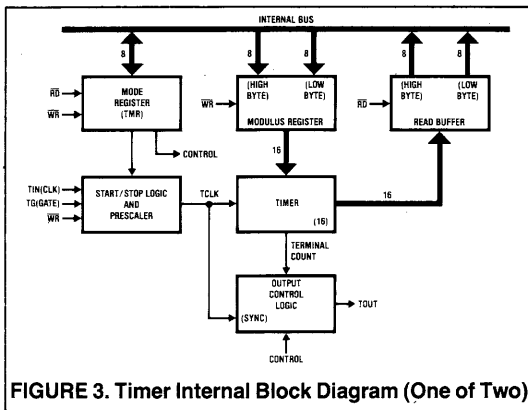 INTERNAL BUS
8 8 8 8 8
RD
WR
MODE
REGISTER
(TMR)
CONTROL
WR
(HIGH
BYTE)
(LOW
BYTE)
MODULUS REGISTER
RD
(HIGH
BYTE)
(LOW
BYTE)
READ BUFFER
16
16
TIN(CLK)
TG(GATE)
WR
START/STOP LOGIC
AND
PRESCALER
TCLK
TIMER
(16)
TERMINAL
COUNT
OUTPUT
CONTROL
LOGIC
(SYNC)
TOUT
CONTROL
FIGURE 3. Timer Internal Block Diagram (One of Two)